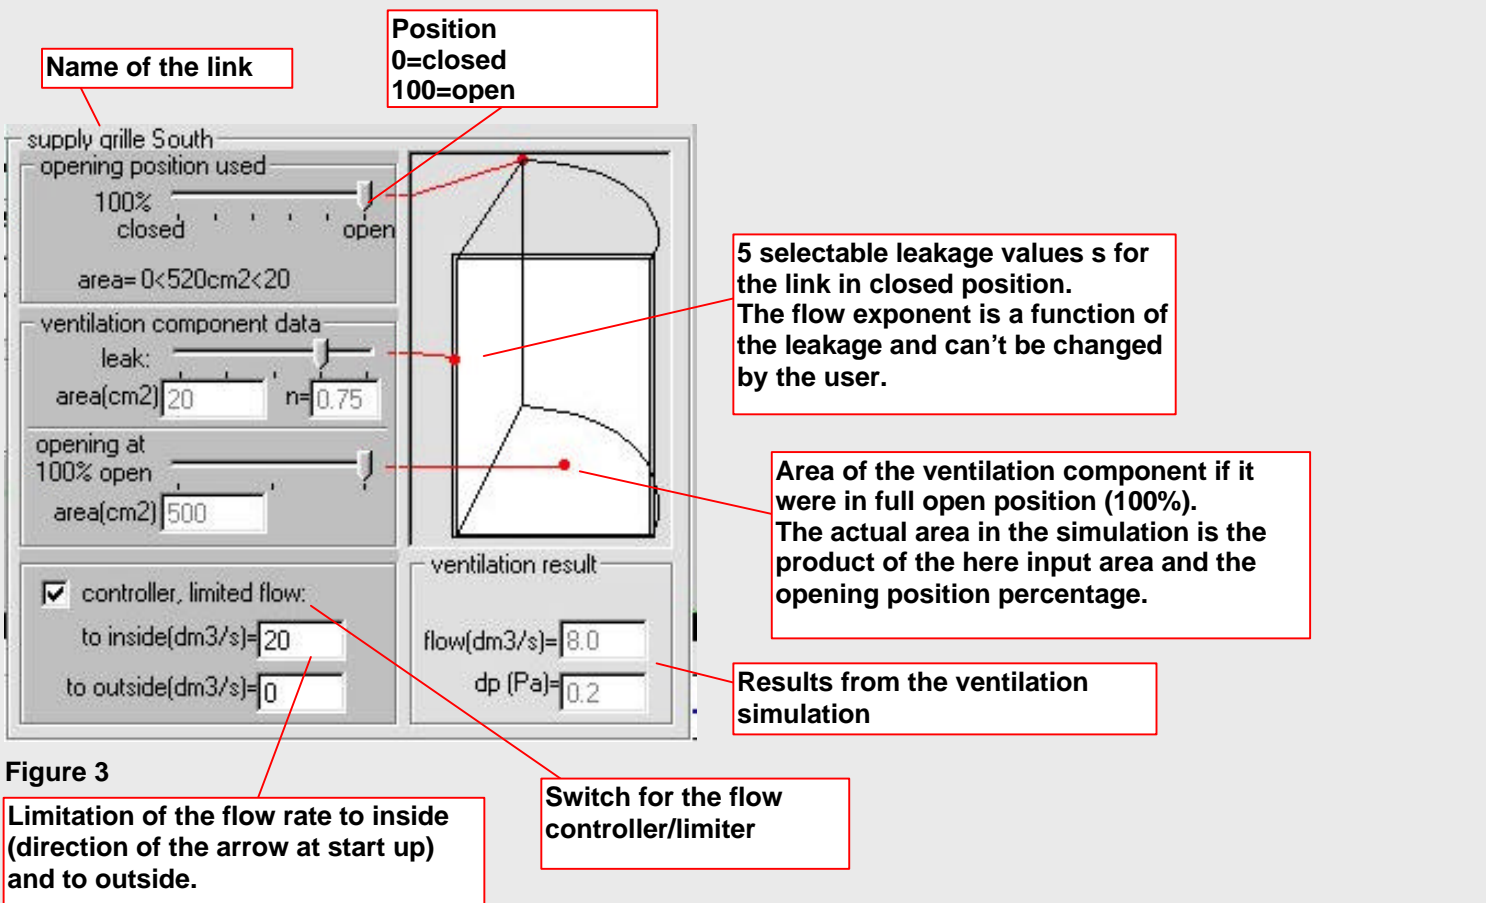 Position
0=closed
100=open
Name of the link
supply grille South
opening position used
100%
closed
open
area= 0<520cm2<20
5 selectable leakage values s for
the link in closed position.
The flow exponent is a function of
the leakage and can't be changed
by the user.
ventilation component data
leak:
area(cm2) 20 n= 0.75
opening at
100% open
area(cm2) 500
Area of the ventilation component if it
were in full open position (100%).
The actual area in the simulation is the
product of the here input area and the
opening position percentage.
controller, limited flow:
to inside(dm3/s)= 20
to outside(dm3/s)= 0
ventilation result
flow(dm3/s)= 8.0
dp (Pa)= 0.2
Results from the ventilation
simulation
Figure 3
Limitation of the flow rate to inside
(direction of the arrow at start up)
and to outside.
Switch for the flow
controller/limiter